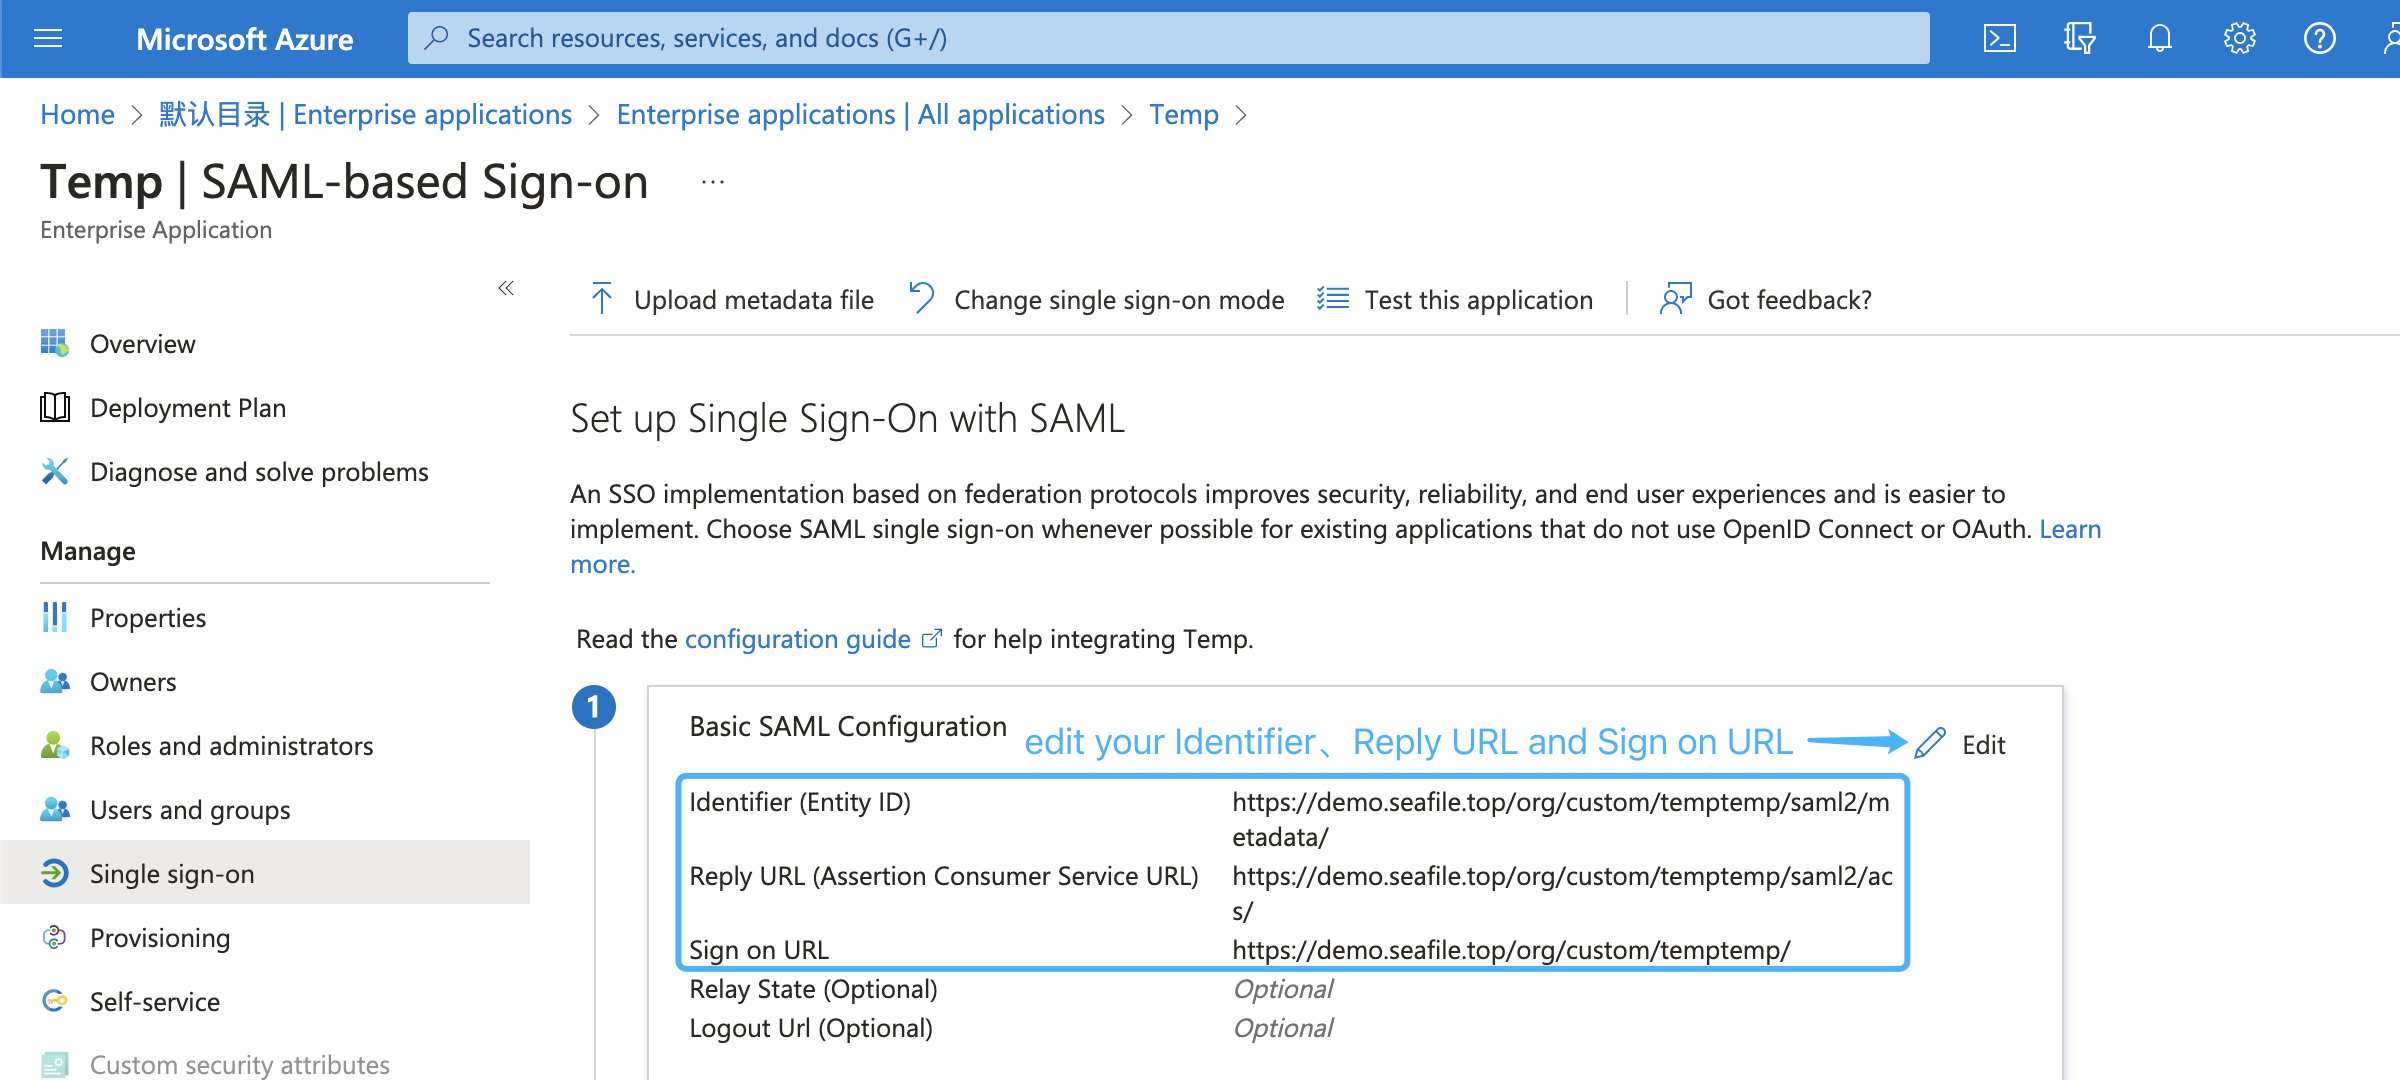 Microsoft Azure
Search resources, services, and docs (G+/)
Home > 默认目录 | Enterprise applications > Enterprise applications | All applications > Temp >
Temp | SAML-based Sign-on ...
Enterprise Application
«
Upload metadata file
Change single sign-on mode
Test this application
Got feedback?
Overview
Deployment Plan
Diagnose and solve problems
Manage
Properties
Owners
Roles and administrators
Users and groups
Single sign-on
Provisioning
Self-service
Custom security attributes
Set up Single Sign-On with SAML
An SSO implementation based on federation protocols improves security, reliability, and end user experiences and is easier to
implement. Choose SAML single sign-on whenever possible for existing applications that do not use OpenID Connect or OAuth. Learn
more.
Read the configuration guide for help integrating Temp.
1
Basic SAML Configuration
edit your Identifier、Reply URL and Sign on URL
Edit
Identifier (Entity ID) https://demo.seafile.top/org/custom/temptemp/saml2/m
etadata/
Reply URL (Assertion Consumer Service URL) https://demo.seafile.top/org/custom/temptemp/saml2/ac
s/
Sign on URL https://demo.seafile.top/org/custom/temptemp/
Relay State (Optional) Optional
Logout Url (Optional) Optional